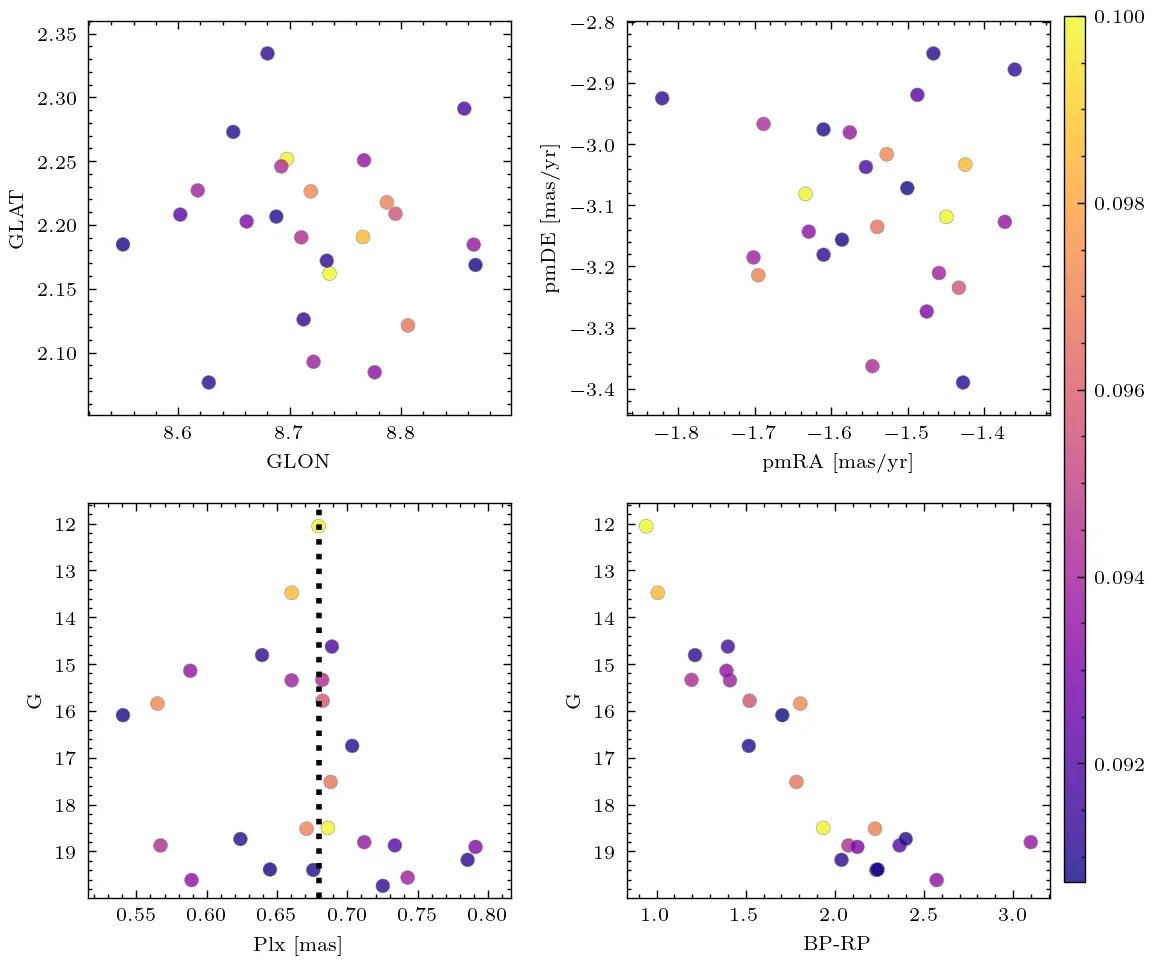 2.35
2.30
2.25
2.20
2.15
2.10
GLAT
8.6 8.7 8.8
GLON
−2.8
−2.9
−3.0
−3.1
−3.2
−3.3
−3.4
pmDE [mas/yr]
−1.8 −1.7 −1.6 −1.5 −1.4
pmRA [mas/yr]
0.100
0.098
0.096
0.094
0.092
12
13
14
15
16
17
18
19
G
0.55 0.60 0.65 0.70 0.75 0.80
Plx [mas]
12
13
14
15
16
17
18
19
G
1.0 1.5 2.0 2.5 3.0
BP-RP